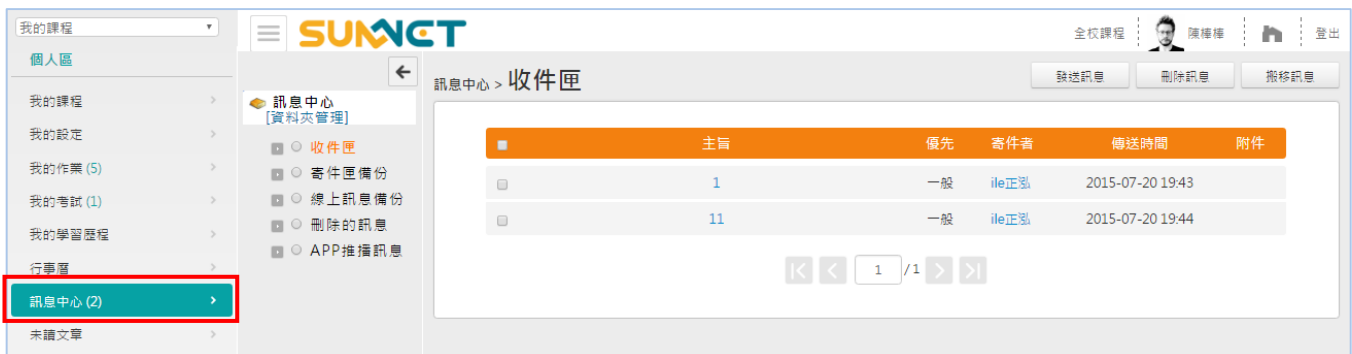 我的課程
SUNNET
全校課程
陳棒棒
登出
個人區
我的課程
我的設定
我的作業 (5)
我的考試 (1)
我的學習歷程
行事曆
訊息中心 (2)
未讀文章
訊息中心
[資料夾管理]
收件匣
寄件匣備份
線上訊息備份
刪除的訊息
APP推播訊息
訊息中心 > 收件匣
發送訊息 刪除訊息 搬移訊息
主旨 優先 寄件者 傳送時間 附件
1 一般 ile正泓 2015-07-20 19:43
11 一般 ile正泓 2015-07-20 19:44
1 /1